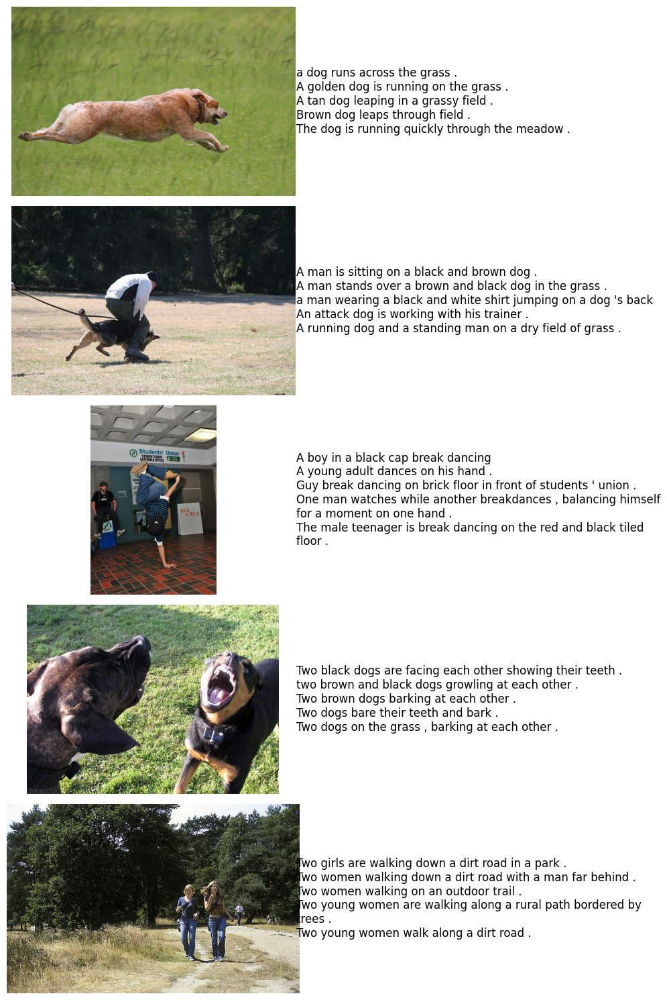 a dog runs across the grass .
A golden dog is running on the grass .
A tan dog leaping in a grassy field .
Brown dog leaps through field .
The dog is running quickly through the meadow .
A man is sitting on a black and brown dog .
A man stands over a brown and black dog in the grass .
a man wearing a black and white shirt jumping on a dog 's back
An attack dog is working with his trainer .
A running dog and a standing man on a dry field of grass .
Students' Union
STUDENT CREW
SAFEWALK OFFICE
FOOD
CENTRE
A boy in a black cap break dancing
A young adult dances on his hand .
Guy break dancing on brick floor in front of students ' union .
One man watches while another breakdances , balancing himself
for a moment on one hand .
The male teenager is break dancing on the red and black tiled
floor .
Two black dogs are facing each other showing their teeth .
two brown and black dogs growling at each other .
Two brown dogs barking at each other .
Two dogs bare their teeth and bark .
Two dogs on the grass , barking at each other .
Two girls are walking down a dirt road in a park .
Two women walking down a dirt road with a man far behind .
Two women walking on an outdoor trail .
Two young women are walking along a rural path bordered by
trees .
Two young women walk along a dirt road .